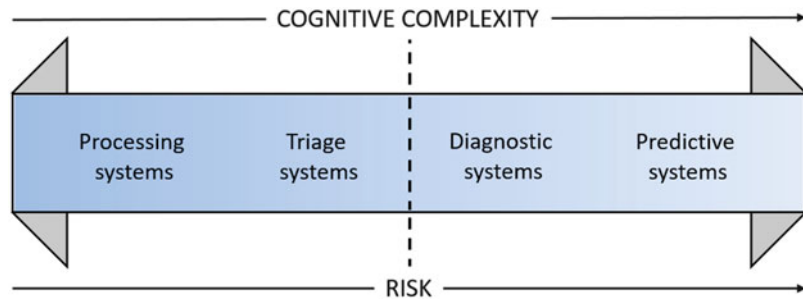 COGNITIVE COMPLEXITY
Processing systems
Triage systems
Diagnostic systems
Predictive systems
RISK